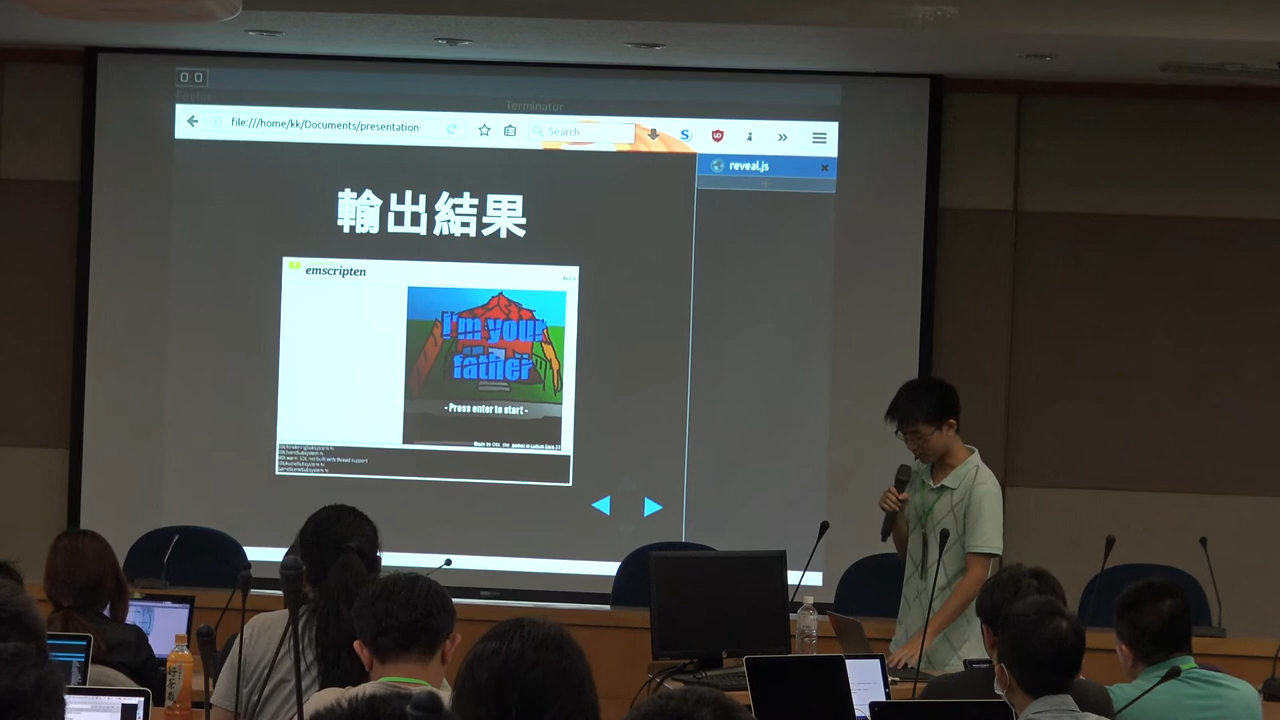 Terminator
file:///home/kk/Documents/presentation
Search
reveal.js
輸出結果
emscripten
I'm your
father
- Press enter to start -